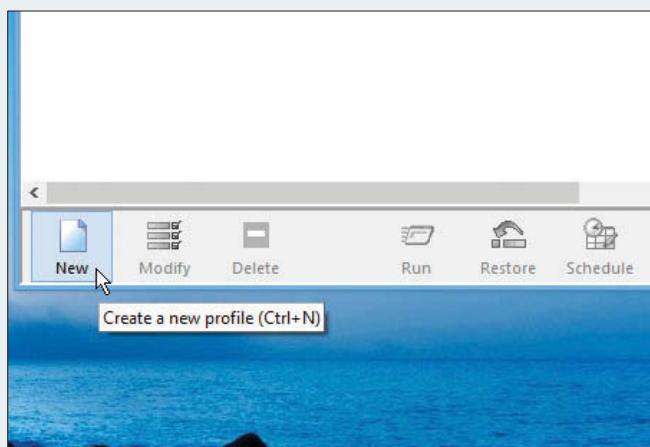 New Modify Delete Run Restore Schedule
Create a new profile (Ctrl+N)